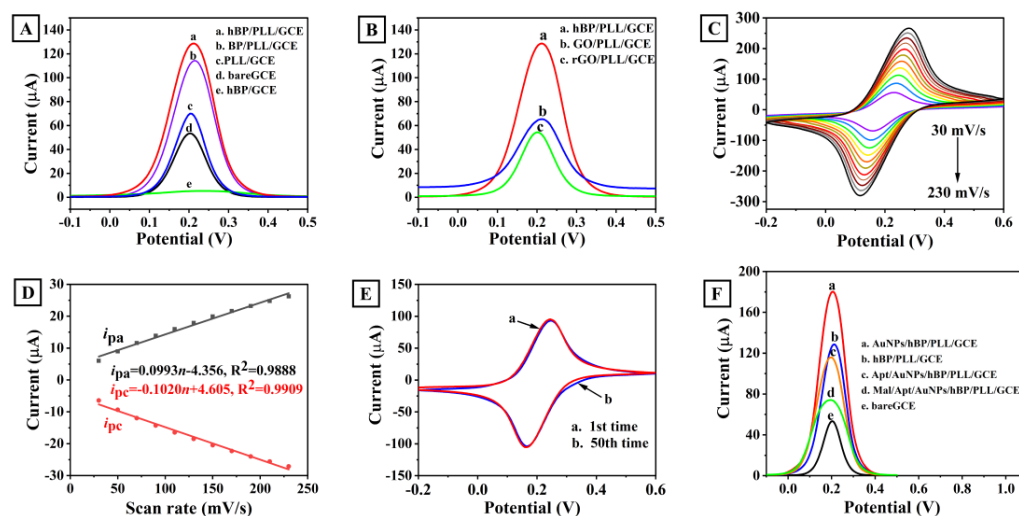 A
140
120
100
80
60
40
20
0
Current (μA)
a
b
c
d
e
a. hBP/PLL/GCE
b. BP/PLL/GCE
c.PLL/GCE
d. bareGCE
e. hBP/GCE
-0.1 0.0 0.1 0.2 0.3 0.4 0.5
Potential (V)
B
140
120
100
80
60
40
20
0
Current (μA)
a
b
c
a. hBP/PLL/GCE
b. GO/PLL/GCE
c. rGO/PLL/GCE
-0.1 0.0 0.1 0.2 0.3 0.4 0.5
Potential (V)
C
300
200
100
0
-100
-200
-300
Current (μA)
30 mV/s
230 mV/s
-0.2 0.0 0.2 0.4 0.6
Potential (V)
D
30
20
10
0
-10
-20
-30
Current (μA)
ipa
ipa=0.0993n-4.356, R²=0.9888
ipc=-0.1020n+4.605, R²=0.9909
ipc
0 50 100 150 200 250
Scan rate (mV/s)
E
150
100
50
0
-50
-100
-150
Current (μA)
a
b
a. 1st time
b. 50th time
-0.2 0.0 0.2 0.4 0.6
Potential (V)
F
180
120
60
0
Current (μA)
a
b
c
d
e
a. AuNPs/hBP/PLL/GCE
b. hBP/PLL/GCE
c. Apt/AuNPs/hBP/PLL/GCE
d. Mal/Apt/AuNPs/hBP/PLL/GCE
e. bareGCE
0.0 0.2 0.4 0.6 0.8 1.0
Potential (V)